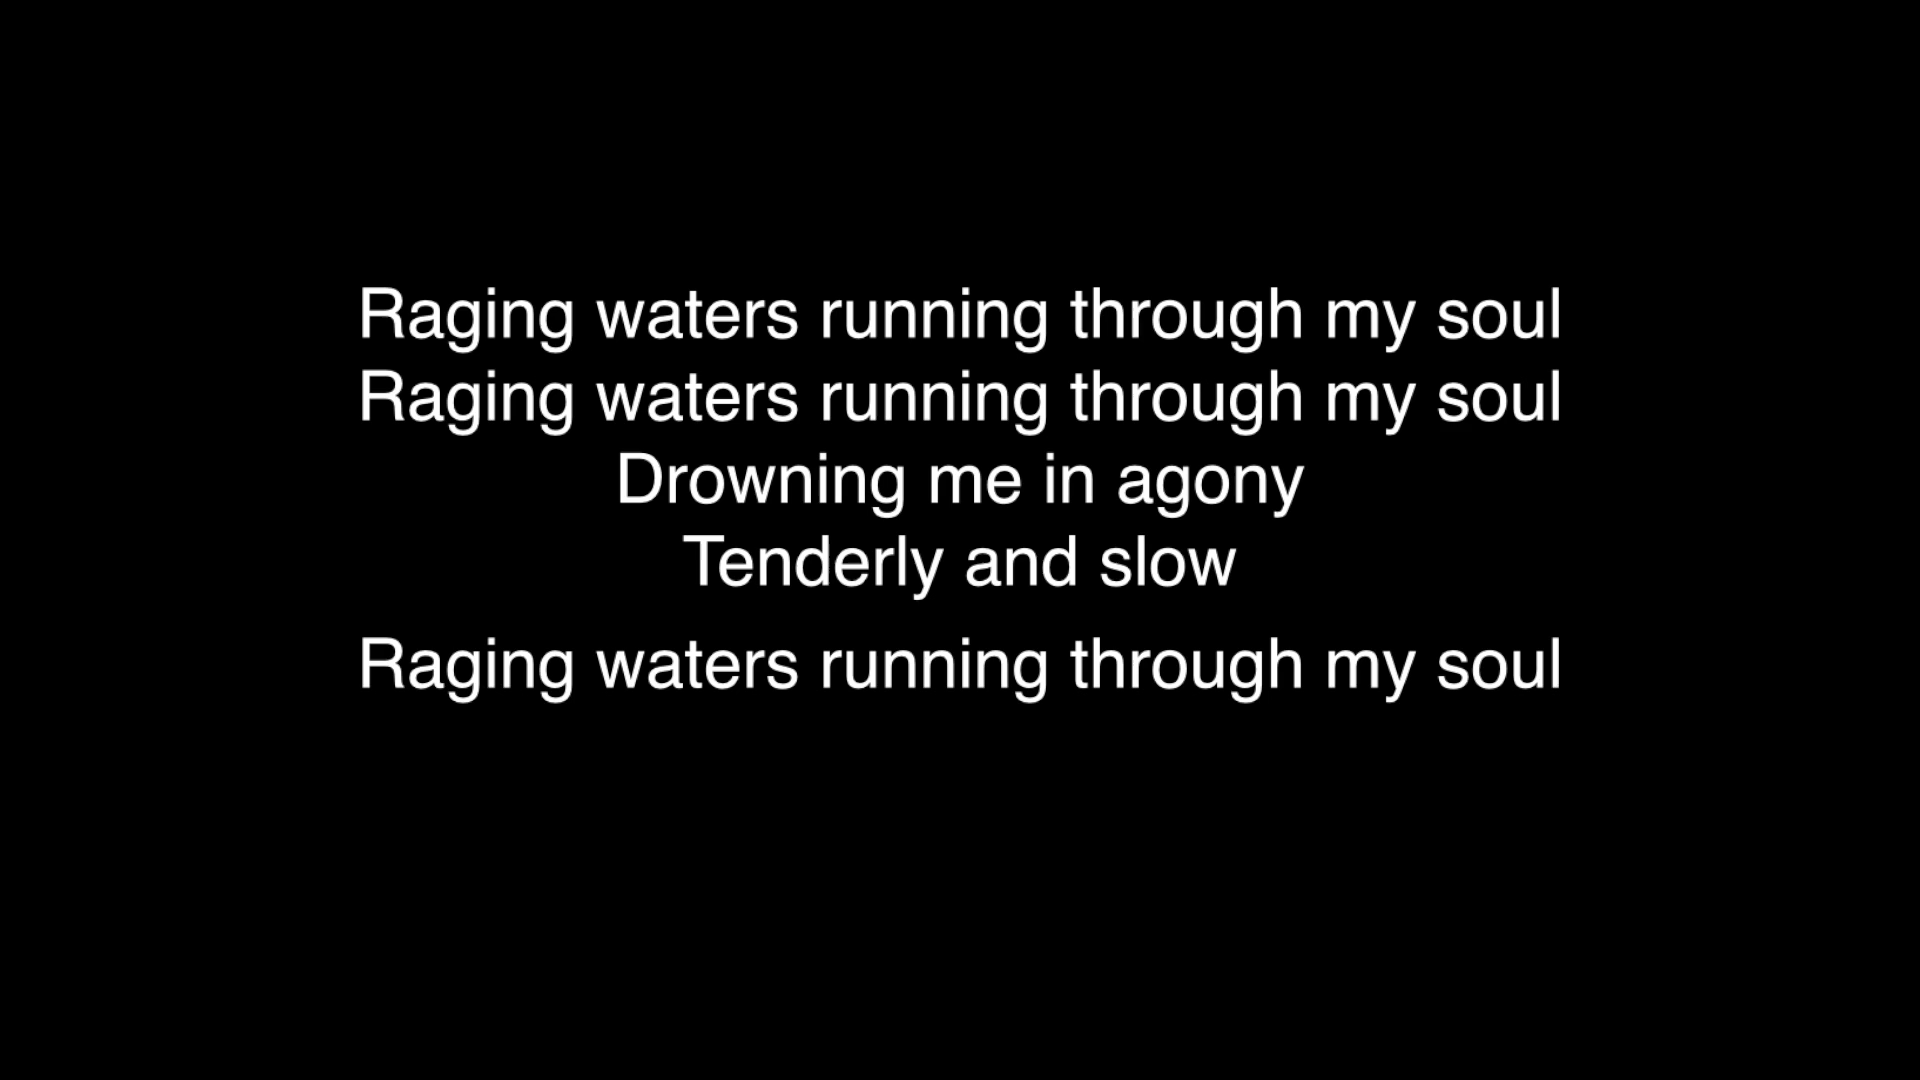 Raging waters running through my soul
Raging waters running through my soul
Drowning me in agony
Tenderly and slow
Raging waters running through my soul